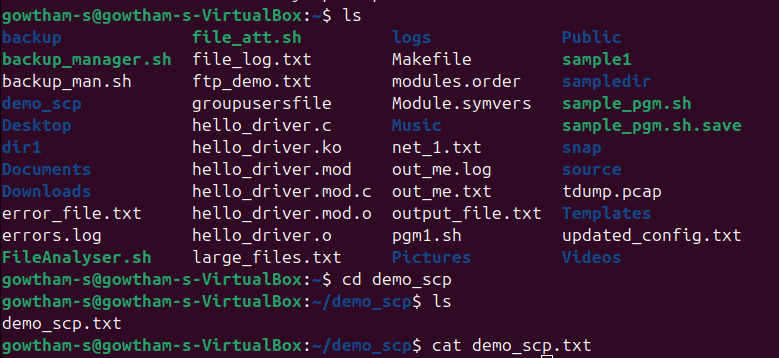 gowtham-s@gowtham-s-VirtualBox:~$ ls
backup file_att.sh logs Public
backup_manager.sh file_log.txt Makefile sample1
backup_man.sh ftp_demo.txt modules.order sampledir
demo_scp groupusersfile Module.symvers sample_pgm.sh
Desktop hello_driver.c Music sample_pgm.sh.save
dir1 hello_driver.ko net_1.txt snap
Documents hello_driver.mod out_me.log source
Downloads hello_driver.mod.c out_me.txt tdump.pcap
error_file.txt hello_driver.mod.o output_file.txt Templates
errors.log hello_driver.o pgm1.sh updated_config.txt
FileAnalyser.sh large_files.txt Pictures Videos
gowtham-s@gowtham-s-VirtualBox:~$ cd demo_scp
gowtham-s@gowtham-s-VirtualBox:~/demo_scp$ ls
demo_scp.txt
gowtham-s@gowtham-s-VirtualBox:~/demo_scp$ cat demo_scp.txt